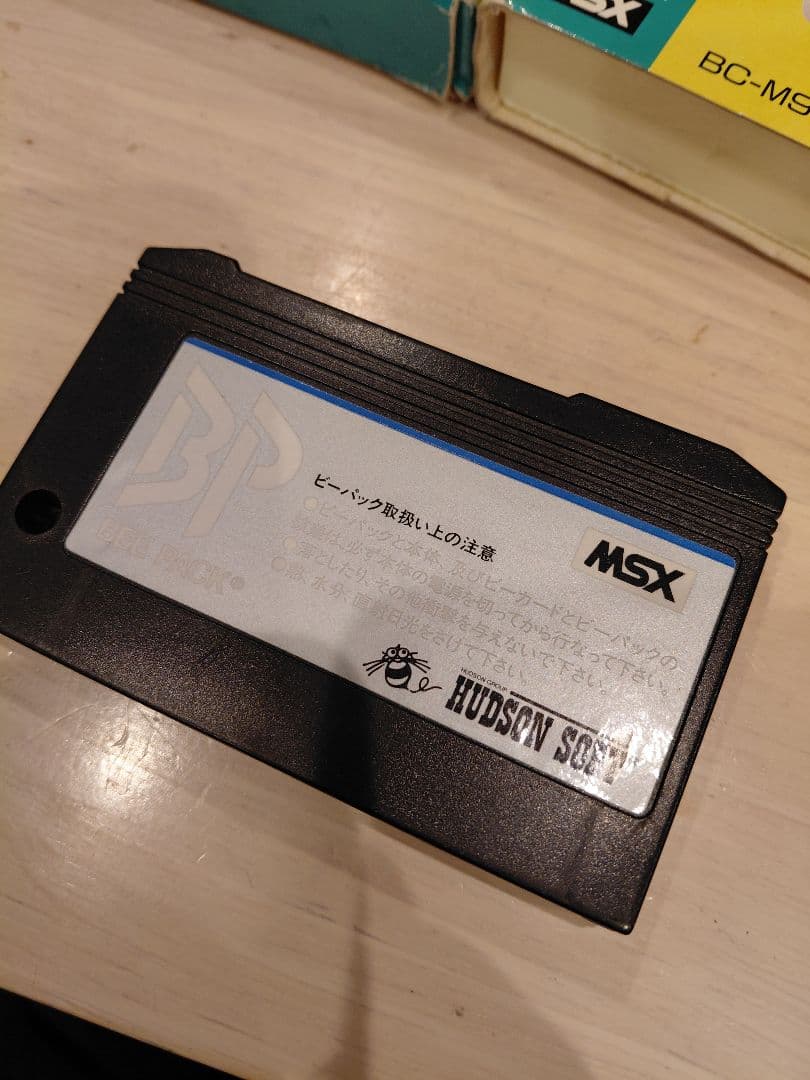 MSX
BC-M9
BP
BEE PACK
ビーパック取扱い上の注意
●ビーパックと本体、及びビーカードとビーパックの
は、必ず本体の電源を切ってから行なって下さい。
●落としたり、その他衝撃を与えないで下さい。
●熱、水分、直射日光をさけて下さい。
MSX
HUDSON GROUP
HUDSON SOFT